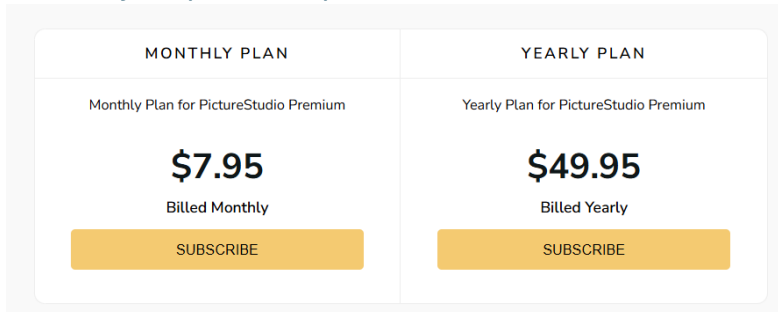 MONTHLY PLAN
Monthly Plan for PictureStudio Premium
$7.95
Billed Monthly
SUBSCRIBE
YEARLY PLAN
Yearly Plan for PictureStudio Premium
$49.95
Billed Yearly
SUBSCRIBE